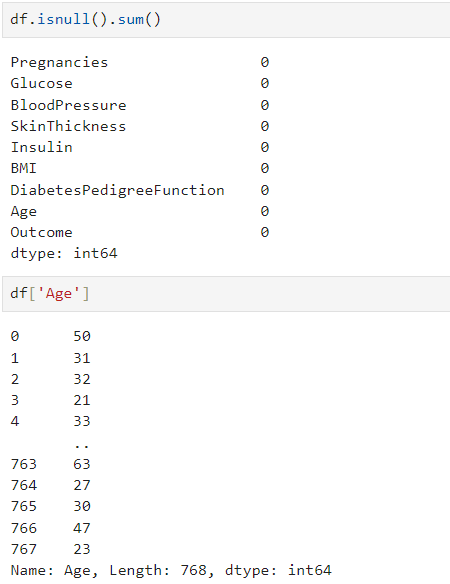 df.isnull().sum()
Pregnancies 0
Glucose 0
BloodPressure 0
SkinThickness 0
Insulin 0
BMI 0
DiabetesPedigreeFunction 0
Age 0
Outcome 0
dtype: int64
df['Age']
0 50
1 31
2 32
3 21
4 33
..
763 63
764 27
765 30
766 47
767 23
Name: Age, Length: 768, dtype: int64